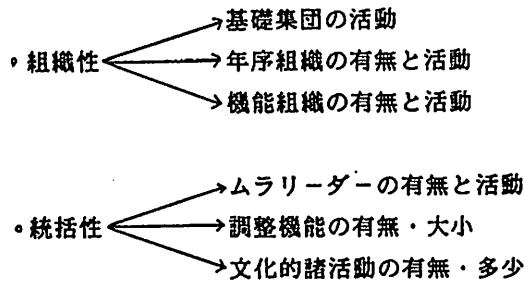 →基礎集団の活動
・組織性→年序組織の有無と活動
→機能組織の有無と活動
→ムラリーダーの有無と活動
・統括性→調整機能の有無・大小
→文化的諸活動の有無・多少